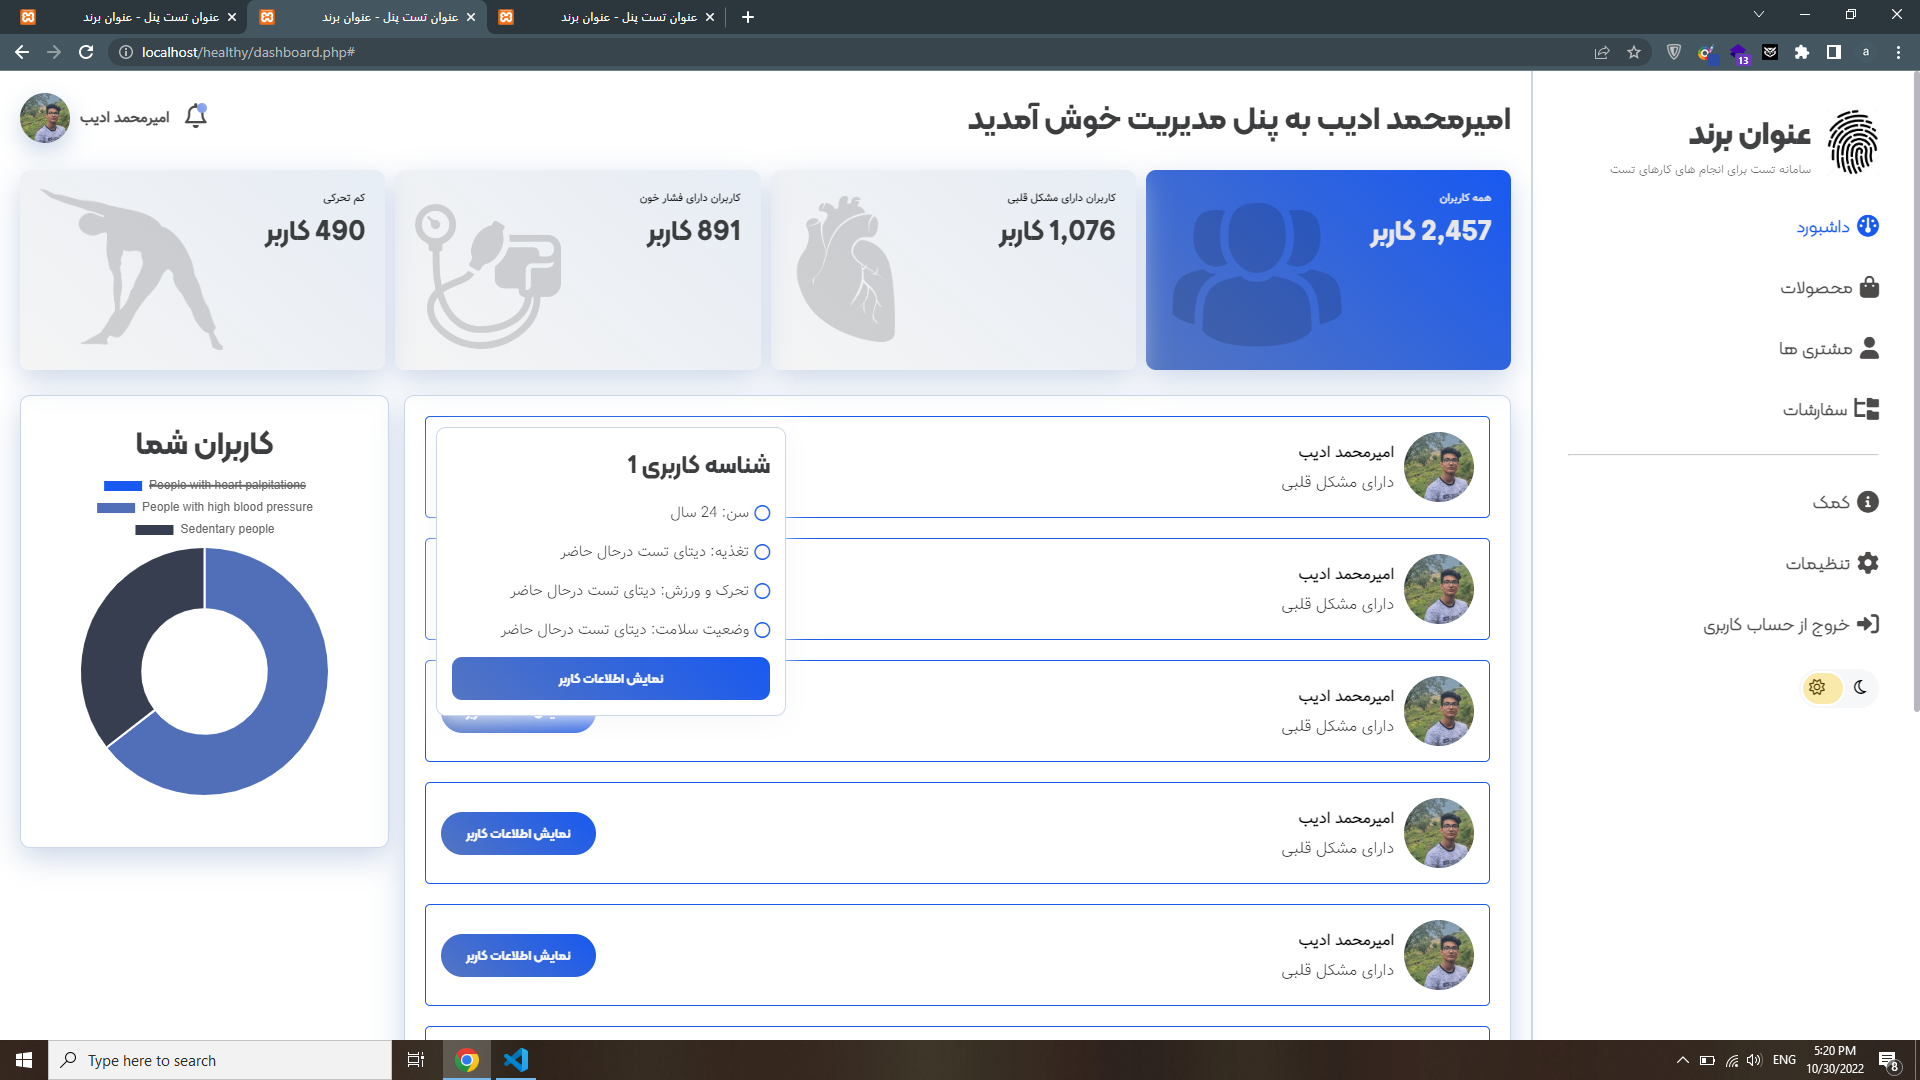 عنوان تست پنل - عنوان برند
عنوان تست پنل - عنوان برند
عنوان تست پنل - عنوان برند
localhost/healthy/dashboard.php#
13
a
عنوان برند
سامانه تست برای انجام های کارهای تست
داشبورد
محصولات
مشتری ها
سفارشات
کمک
تنظیمات
خروج از حساب کاربری
امیرمحمد ادیب به پنل مدیریت خوش آمدید
امیرمحمد ادیب
همه کاربران
2,457 کاربر
کاربران دارای مشکل قلبی
1,076 کاربر
کاربران دارای فشار خون
891 کاربر
کم تحرکی
490 کاربر
امیرمحمد ادیب
دارای مشکل قلبی
شناسه کاربری 1
سن: 24 سال
تغذیه: دیتای تست درحال حاضر
تحرک و ورزش: دیتای تست درحال حاضر
وضعیت سلامت: دیتای تست درحال حاضر
نمایش اطلاعات کاربر
امیرمحمد ادیب
دارای مشکل قلبی
امیرمحمد ادیب
دارای مشکل قلبی
امیرمحمد ادیب
دارای مشکل قلبی
نمایش اطلاعات کاربر
امیرمحمد ادیب
دارای مشکل قلبی
نمایش اطلاعات کاربر
کاربران شما
People with heart palpitations
People with high blood pressure
Sedentary people
Type here to search
ENG
5:20 PM
10/30/2022
8